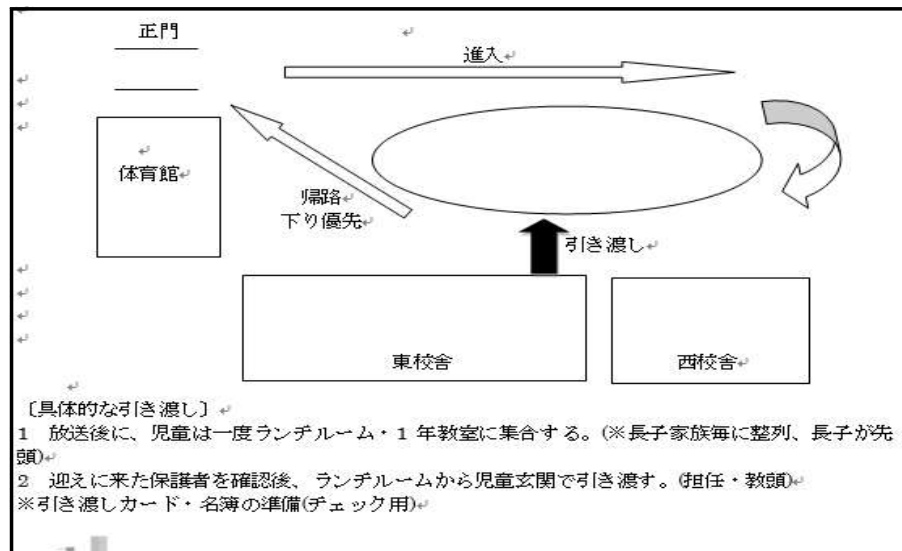 正門
進入
体育館
帰路
下り優先
引き渡し
東校舎
西校舎
〔具体的な引き渡し〕
1　放送後に、児童は一度ランチルーム・1年教室に集合する。(※長子家族毎に整列、長子が先
頭)
2　迎えに来た保護者を確認後、ランチルームから児童玄関で引き渡す。(担任・教頭)
※引き渡しカード・名簿の準備(チェック用)